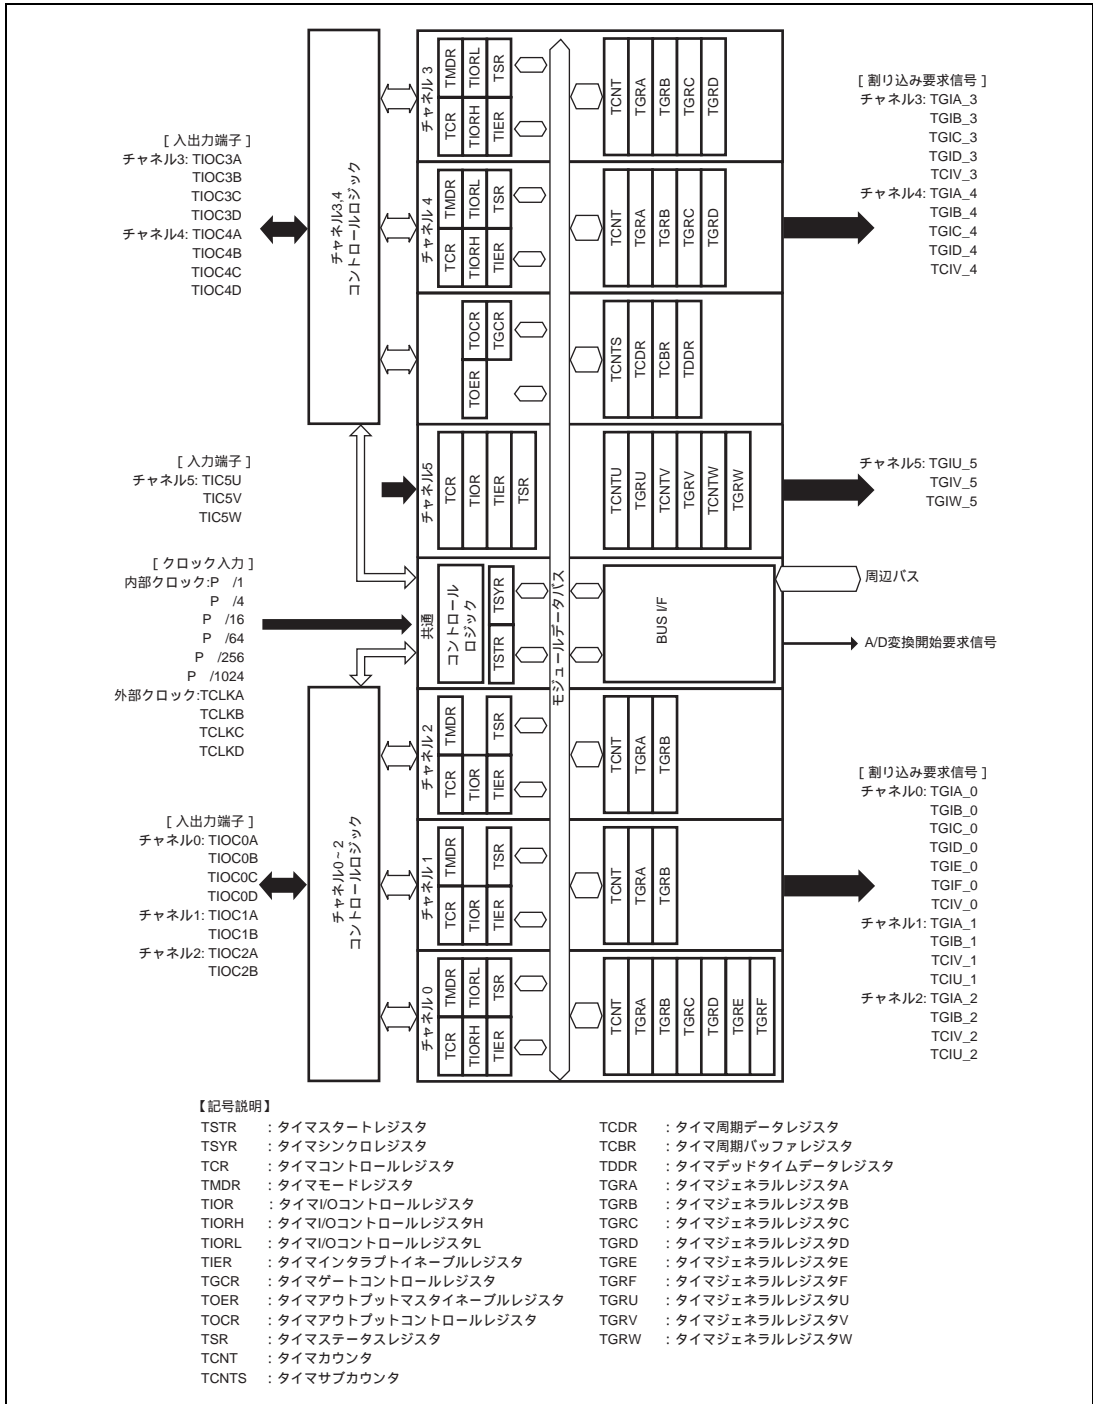 [ 入出力端子 ]
チャネル3: TIOC3A
TIOC3B
TIOC3C
TIOC3D
チャネル4: TIOC4A
TIOC4B
TIOC4C
TIOC4D
[ 入力端子 ]
チャネル5: TIC5U
TIC5V
TIC5W
[ クロック入力 ]
内部クロック:P /1
P /4
P /16
P /64
P /256
P /1024
外部クロック:TCLKA
TCLKB
TCLKC
TCLKD
[ 入出力端子 ]
チャネル0: TIOC0A
TIOC0B
TIOC0C
TIOC0D
チャネル1: TIOC1A
TIOC1B
チャネル2: TIOC2A
TIOC2B
チャネル3,4
コントロールロジック
チャネル0~2
コントロールロジック
チャネル 3
TCR
TMDR
TIORH
TIORL
TIER
TSR
TCNT
TGRA
TGRB
TGRC
TGRD
チャネル 4
TCR
TMDR
TIORH
TIORL
TIER
TSR
TCNT
TGRA
TGRB
TGRC
TGRD
TOER
TOCR
TGCR
TCNTS
TCDR
TCBR
TDDR
チャネル5
TCR
TIOR
TIER
TSR
TCNTU
TGRU
TCNTV
TGRV
TCNTW
TGRW
共通
コントロール
ロジック
TSTR
TSYR
モジュールデータバス
BUS I/F
チャネル 2
TCR
TMDR
TIOR
TIER
TSR
TCNT
TGRA
TGRB
チャネル 1
TCR
TMDR
TIOR
TIER
TSR
TCNT
TGRA
TGRB
チャネル 0
TCR
TMDR
TIORH
TIORL
TIER
TSR
TCNT
TGRA
TGRB
TGRC
TGRD
TGRE
TGRF
[ 割り込み要求信号 ]
チャネル3: TGIA_3
TGIB_3
TGIC_3
TGID_3
TCIV_3
チャネル4: TGIA_4
TGIB_4
TGIC_4
TGID_4
TCIV_4
チャネル5: TGIU_5
TGIV_5
TGIW_5
周辺バス
A/D変換開始要求信号
[ 割り込み要求信号 ]
チャネル0: TGIA_0
TGIB_0
TGIC_0
TGID_0
TGIE_0
TGIF_0
TCIV_0
チャネル1: TGIA_1
TGIB_1
TCIV_1
TCIU_1
チャネル2: TGIA_2
TGIB_2
TCIV_2
TCIU_2
【記号説明】
TSTR :タイマスタートレジスタ
TSYR :タイマシンクロレジスタ
TCR :タイマコントロールレジスタ
TMDR :タイマモードレジスタ
TIOR :タイマI/Oコントロールレジスタ
TIORH :タイマI/OコントロールレジスタH
TIORL :タイマI/OコントロールレジスタL
TIER :タイマインタラプトイネーブルレジスタ
TGCR :タイマゲートコントロールレジスタ
TOER :タイマアウトプットマスタイネーブルレジスタ
TOCR :タイマアウトプットコントロールレジスタ
TSR :タイマステータスレジスタ
TCNT :タイマカウンタ
TCNTS :タイマサブカウンタ
TCDR :タイマ周期データレジスタ
TCBR :タイマ周期バッファレジスタ
TDDR :タイマデッドタイムデータレジスタ
TGRA :タイマジェネラルレジスタA
TGRB :タイマジェネラルレジスタB
TGRC :タイマジェネラルレジスタC
TGRD :タイマジェネラルレジスタD
TGRE :タイマジェネラルレジスタE
TGRF :タイマジェネラルレジスタF
TGRU :タイマジェネラルレジスタU
TGRV :タイマジェネラルレジスタV
TGRW :タイマジェネラルレジスタW